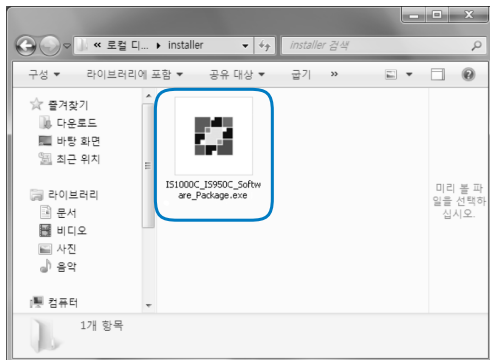 « 로컬 디... ▸ installer
installer 검색
구성 ▼ 라이브러리에 포함 ▼ 공유 대상 ▼ 굽기 »
즐겨찾기
다운로드
바탕 화면
최근 위치
라이브러리
문서
비디오
사진
음악
컴퓨터
IS1000C_IS950C_Softw
are_Package.exe
미리 볼 파
일을 선택하
십시오.
1개 항목